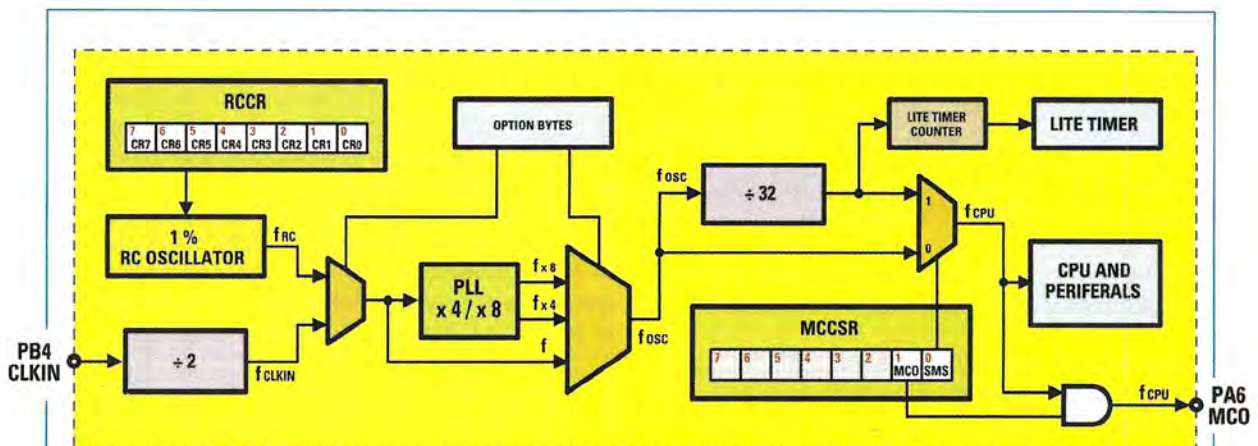 RCCR
7 6 5 4 3 2 1 0
CR7 CR6 CR5 CR4 CR3 CR2 CR1 CR0
OPTION BYTES
LITE TIMER
COUNTER
LITE TIMER
1 %
RC OSCILLATOR
fRC
fOSC
÷ 32
1
0
fCPU
PLL
x 4 / x 8
f x 8
f x 4
f
fOSC
CPU AND
PERIFERALS
PB4
CLKIN
÷ 2
fCLKIN
MCCSR
7 6 5 4 3 2 1 0
MCO SMS
fCPU
PA6
MCO